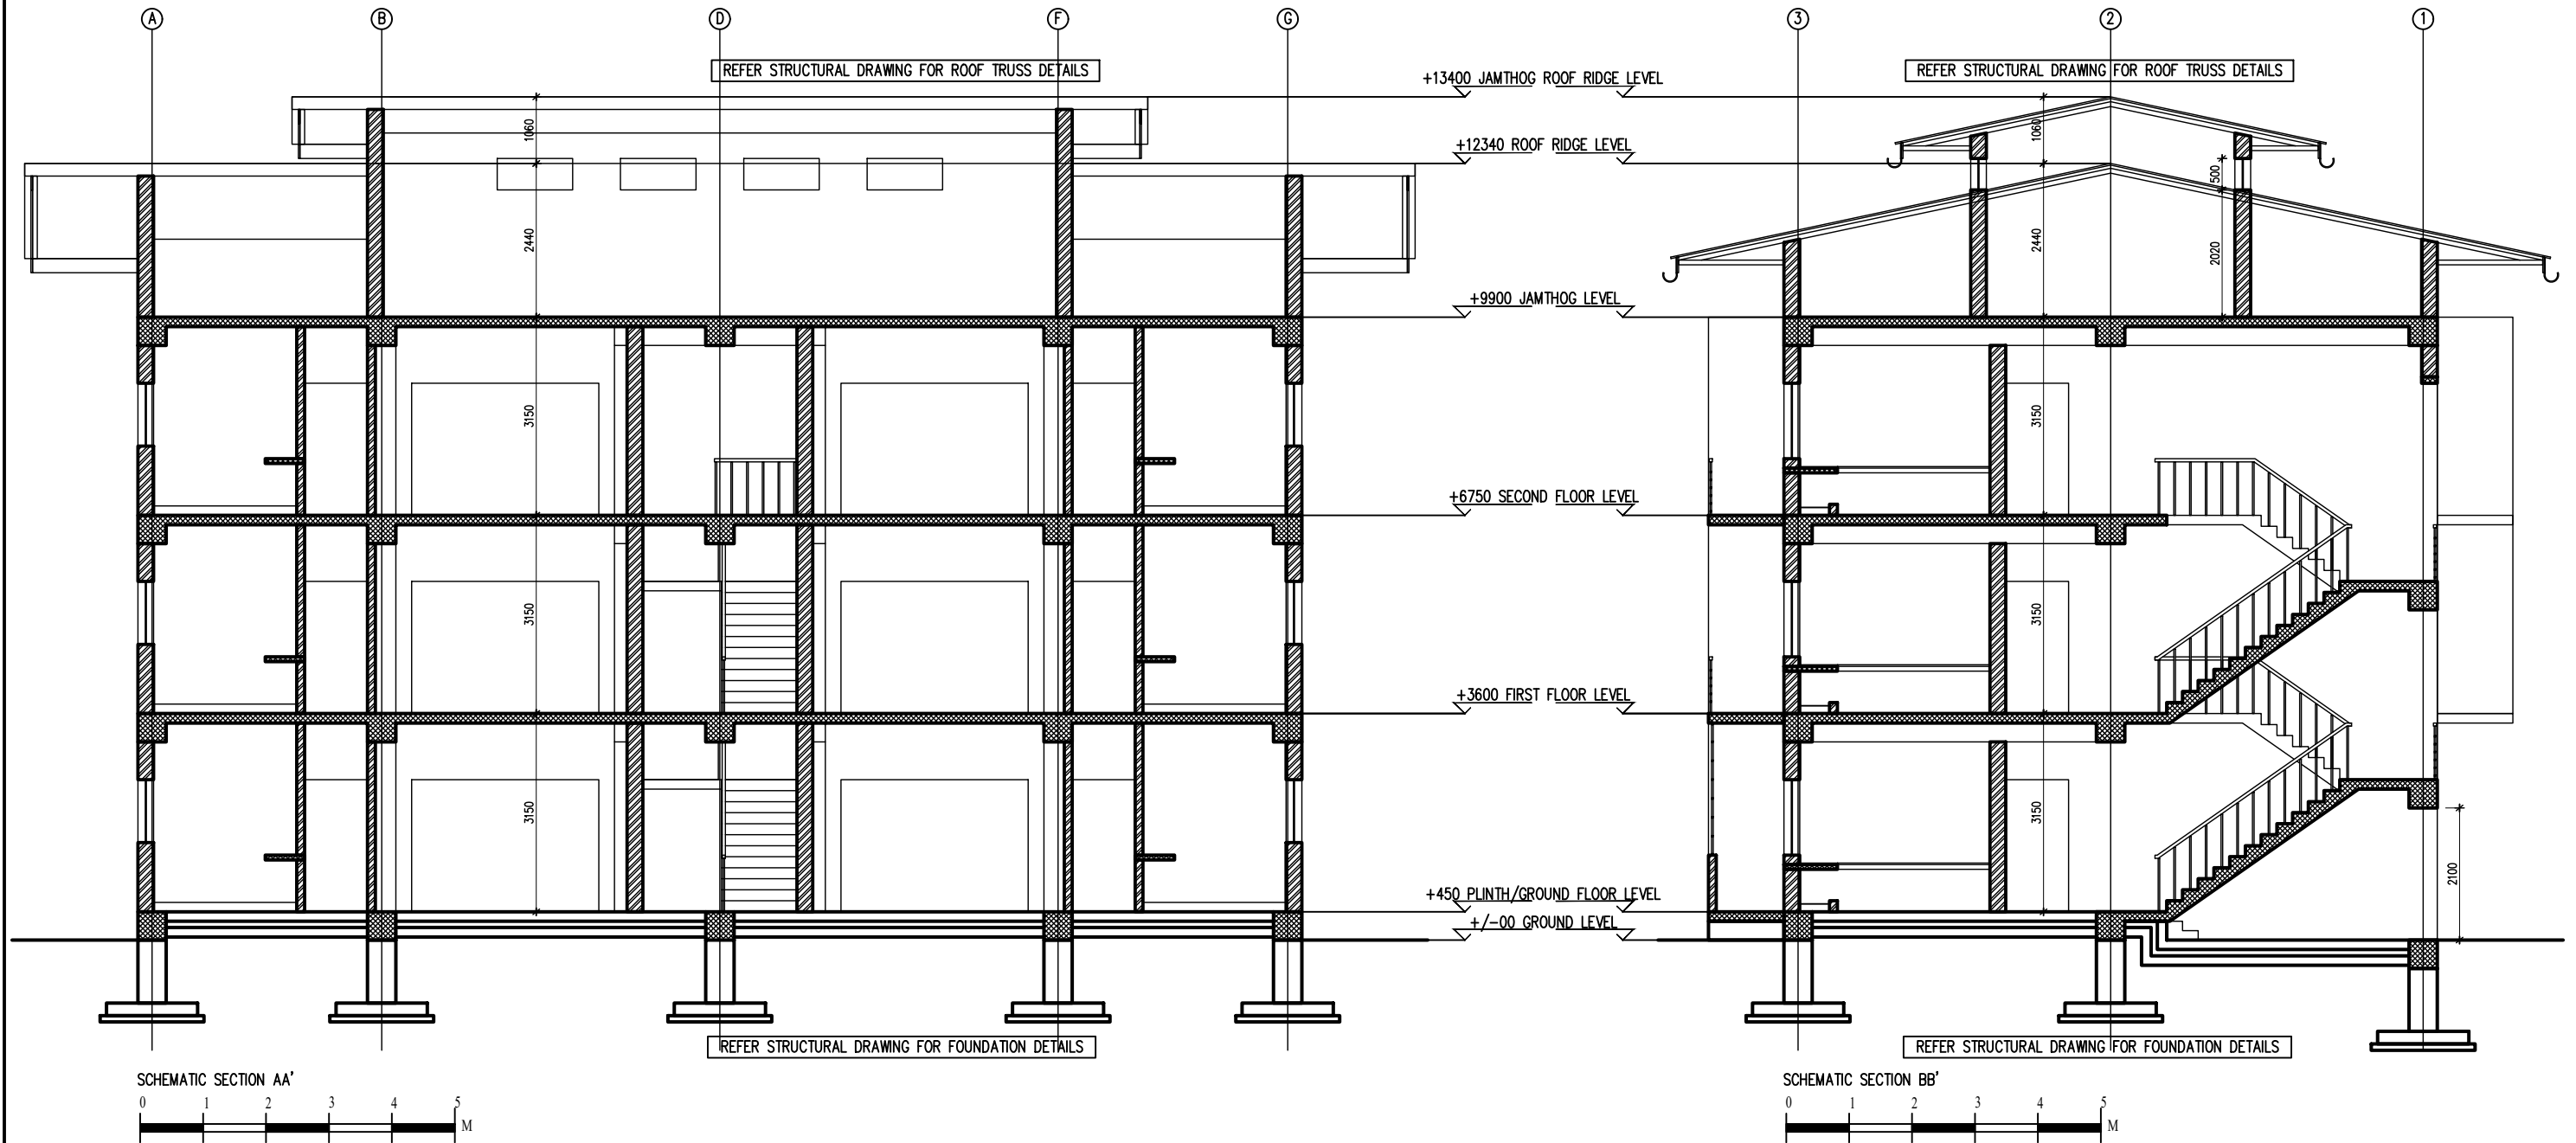 A B D F G 3 2 1
REFER STRUCTURAL DRAWING FOR ROOF TRUSS DETAILS
REFER STRUCTURAL DRAWING FOR ROOF TRUSS DETAILS
+13400 JAMTHOG ROOF RIDGE LEVEL
+12340 ROOF RIDGE LEVEL
+9900 JAMTHOG LEVEL
+6750 SECOND FLOOR LEVEL
+3600 FIRST FLOOR LEVEL
+450 PLINTH/GROUND FLOOR LEVEL
+/-00 GROUND LEVEL
1060
2440
3150
3150
3150
1060
2440
3150
3150
3150
500
2020
2100
REFER STRUCTURAL DRAWING FOR FOUNDATION DETAILS
REFER STRUCTURAL DRAWING FOR FOUNDATION DETAILS
SCHEMATIC SECTION AA'
0 1 2 3 4 5
M
SCHEMATIC SECTION BB'
0 1 2 3 4 5
M